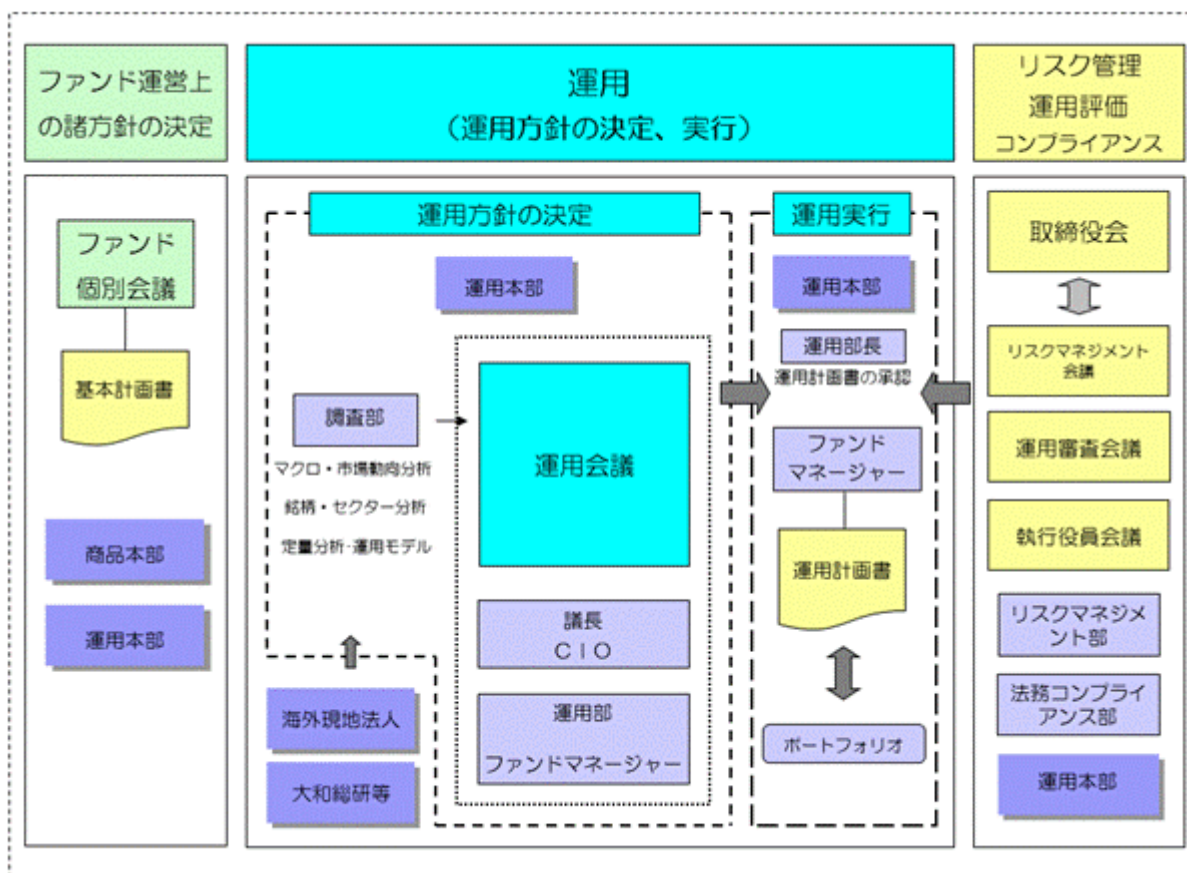 ファンド運営上
の諸方針の決定
ファンド
個別会議
基本計画書
商品本部
運用本部
運用
（運用方針の決定、実行）
運用方針の決定
運用本部
調査部
マクロ・市場動向分析
銘柄・セクター分析
定量分析・運用モデル
海外現地法人
大和総研等
運用会議
議長
ＣＩＯ
運用部
ファンドマネージャー
運用実行
運用本部
運用部長
運用計画書の承認
ファンド
マネージャー
運用計画書
ポートフォリオ
リスク管理
運用評価
コンプライアンス
取締役会
リスクマネジメント
会議
運用審査会議
執行役員会議
リスクマネジメ
ント部
法務コンプライ
アンス部
運用本部